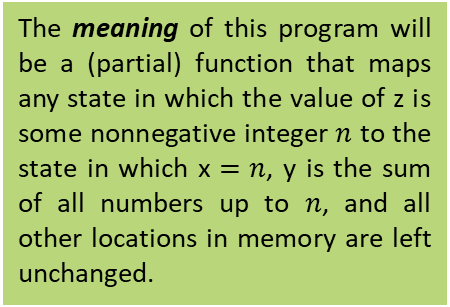 The meaning of this program will
be a (partial) function that maps
any state in which the value of z is
some nonnegative integer n to the
state in which x = n, y is the sum
of all numbers up to n, and all
other locations in memory are left
unchanged.